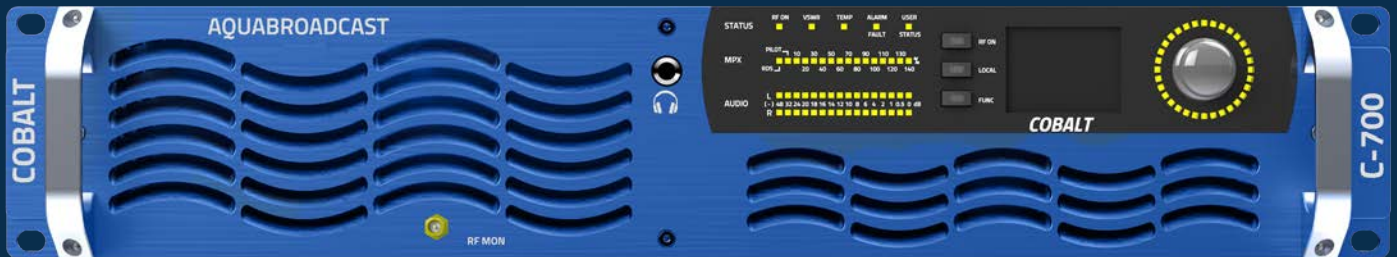 AQUABROADCAST
COBALT
RF MON
STATUS
RF ON VSWR TEMP ALARM USER
FAULT STATUS
MPX
PILOT 10 30 50 70 90 110 130 %
RDS 20 40 60 80 100 120 140
AUDIO
L
(-) 48 32 24 20 18 16 14 12 10 8 6 4 2 1 0.5 0 dB
R
RF ON
LOCAL
FUNC
COBALT
C-700